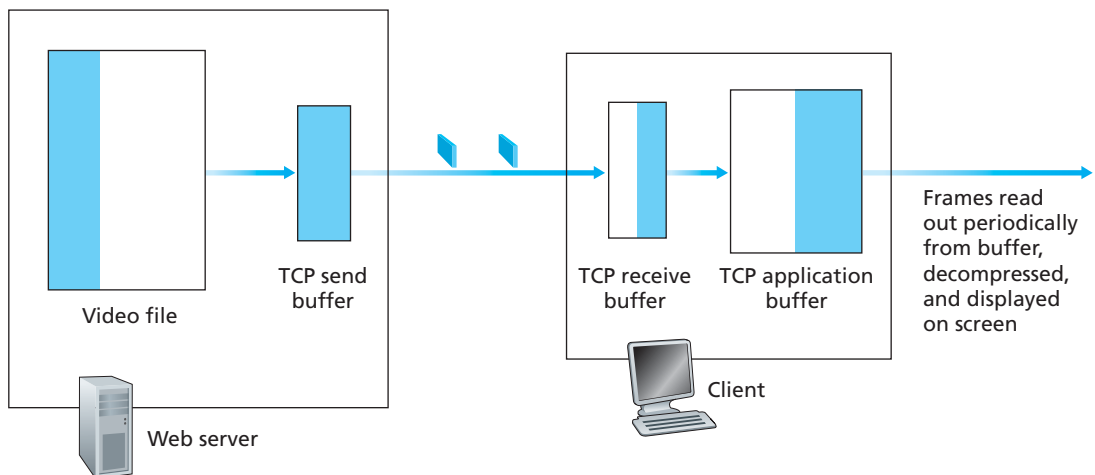 Video file
TCP send
buffer
Web server
TCP receive
buffer
TCP application
buffer
Client
Frames read
out periodically
from buffer,
decompressed,
and displayed
on screen